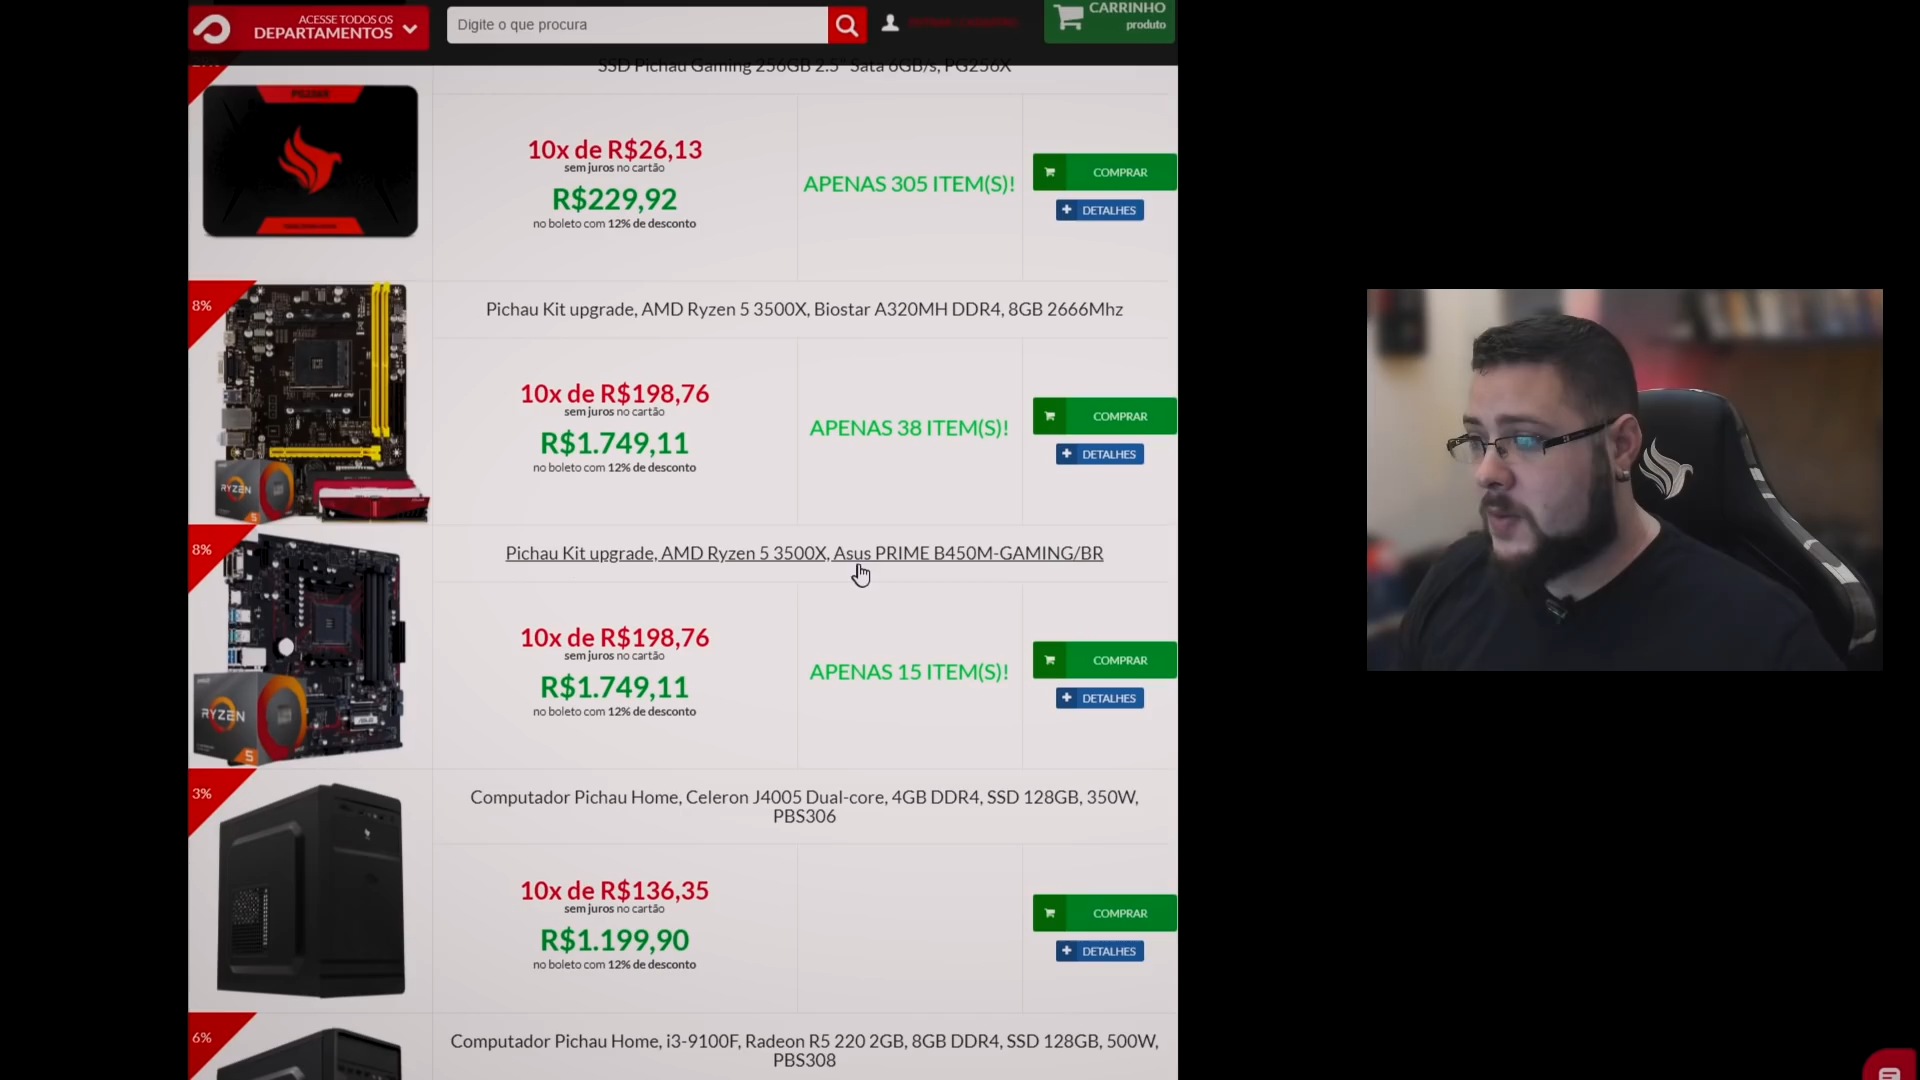 ACESSE TODOS OS
DEPARTAMENTOS
Digite o que procura
CARRINHO
produto
SSD Pichau Gaming 256GB 2.5" Sata 6GB/s, PG256X
10x de R$26,13
sem juros no cartão
R$229,92
no boleto com 12% de desconto
APENAS 305 ITEM(S)!
COMPRAR
DETALHES
8%
Pichau Kit upgrade, AMD Ryzen 5 3500X, Biostar A320MH DDR4, 8GB 2666Mhz
RYZEN
5
10x de R$198,76
sem juros no cartão
R$1.749,11
no boleto com 12% de desconto
APENAS 38 ITEM(S)!
COMPRAR
DETALHES
8%
Pichau Kit upgrade, AMD Ryzen 5 3500X, Asus PRIME B450M-GAMING/BR
RYZEN
5
10x de R$198,76
sem juros no cartão
R$1.749,11
no boleto com 12% de desconto
APENAS 15 ITEM(S)!
COMPRAR
DETALHES
3%
Computador Pichau Home, Celeron J4005 Dual-core, 4GB DDR4, SSD 128GB, 350W,
PBS306
10x de R$136,35
sem juros no cartão
R$1.199,90
no boleto com 12% de desconto
COMPRAR
DETALHES
6%
Computador Pichau Home, i3-9100F, Radeon R5 220 2GB, 8GB DDR4, SSD 128GB, 500W,
PBS308